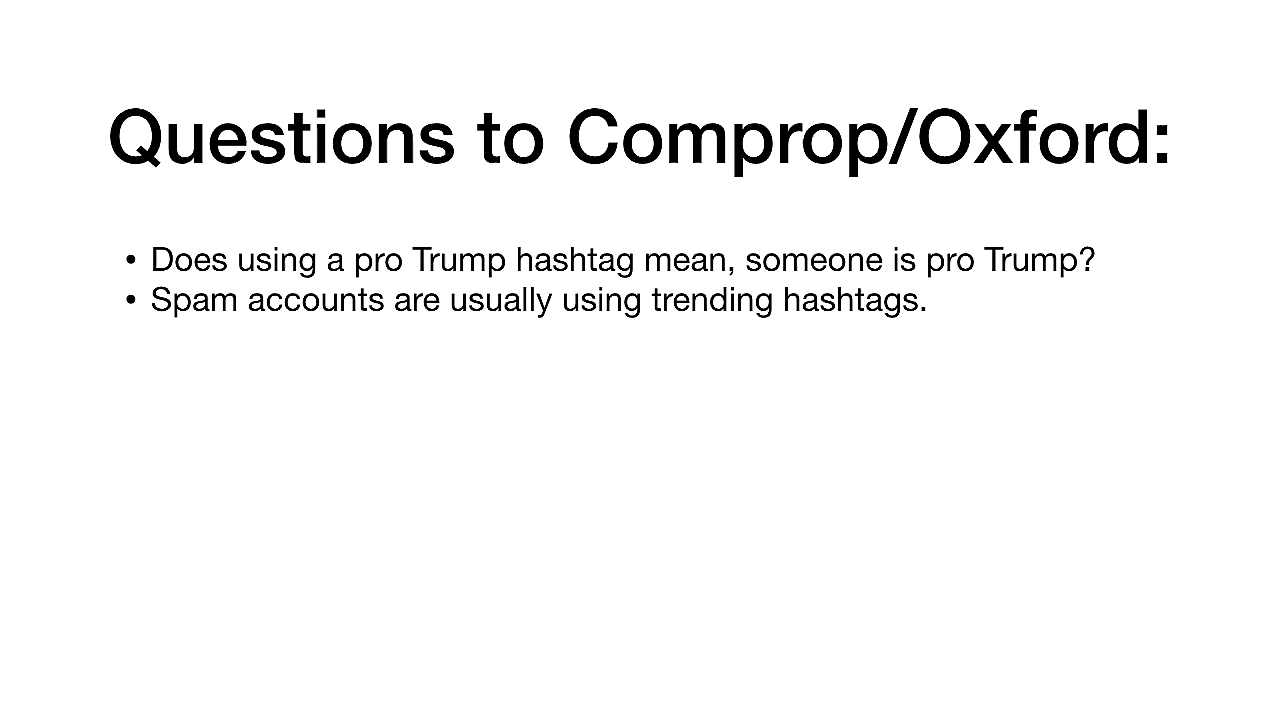 Questions to Comprop/Oxford:
• Does using a pro Trump hashtag mean, someone is pro Trump?
• Spam accounts are usually using trending hashtags.